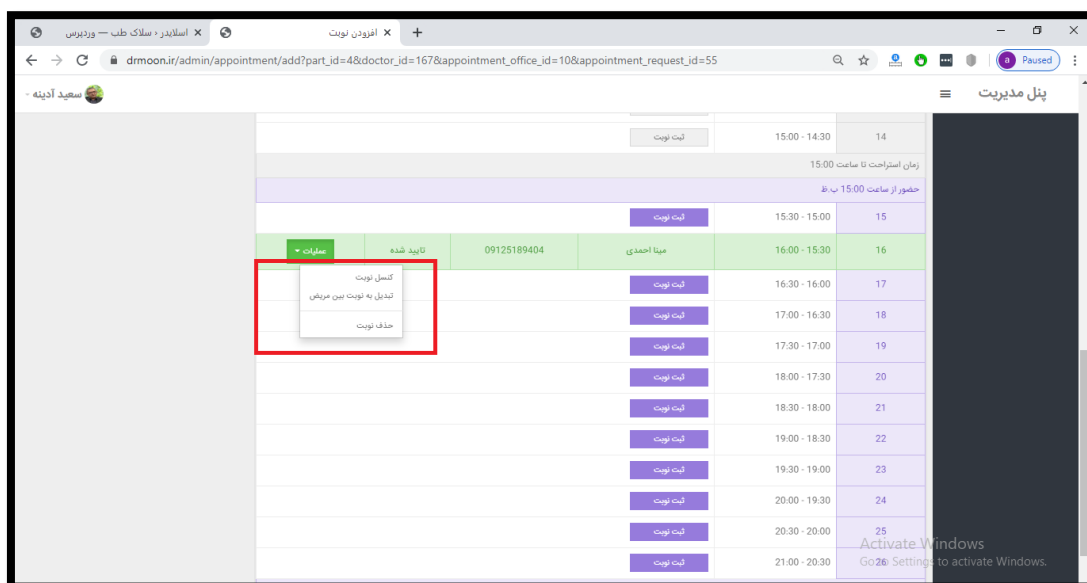 اسلایدر ‹ سلاک طب — وردپرس
افزودن نوبت
drmoon.ir/admin/appointment/add?part_id=4&doctor_id=167&appointment_office_id=10&appointment_request_id=55
a Paused
پنل مدیریت
سعید آدینه
14 15:00 - 14:30 ثبت نوبت
زمان استراحت تا ساعت 15:00
حضور از ساعت 15:00 ب.ظ
15 15:30 - 15:00 ثبت نوبت
16 16:00 - 15:30 مینا احمدی 09125189404 تایید شده عملیات
کنسل نوبت
تبدیل به نوبت بین مریض
حذف نوبت
17 16:30 - 16:00 ثبت نوبت
18 17:00 - 16:30 ثبت نوبت
19 17:30 - 17:00 ثبت نوبت
20 18:00 - 17:30 ثبت نوبت
21 18:30 - 18:00 ثبت نوبت
22 19:00 - 18:30 ثبت نوبت
23 19:30 - 19:00 ثبت نوبت
24 20:00 - 19:30 ثبت نوبت
25 20:30 - 20:00 ثبت نوبت
26 21:00 - 20:30 ثبت نوبت
Activate Windows
Go to Settings to activate Windows.